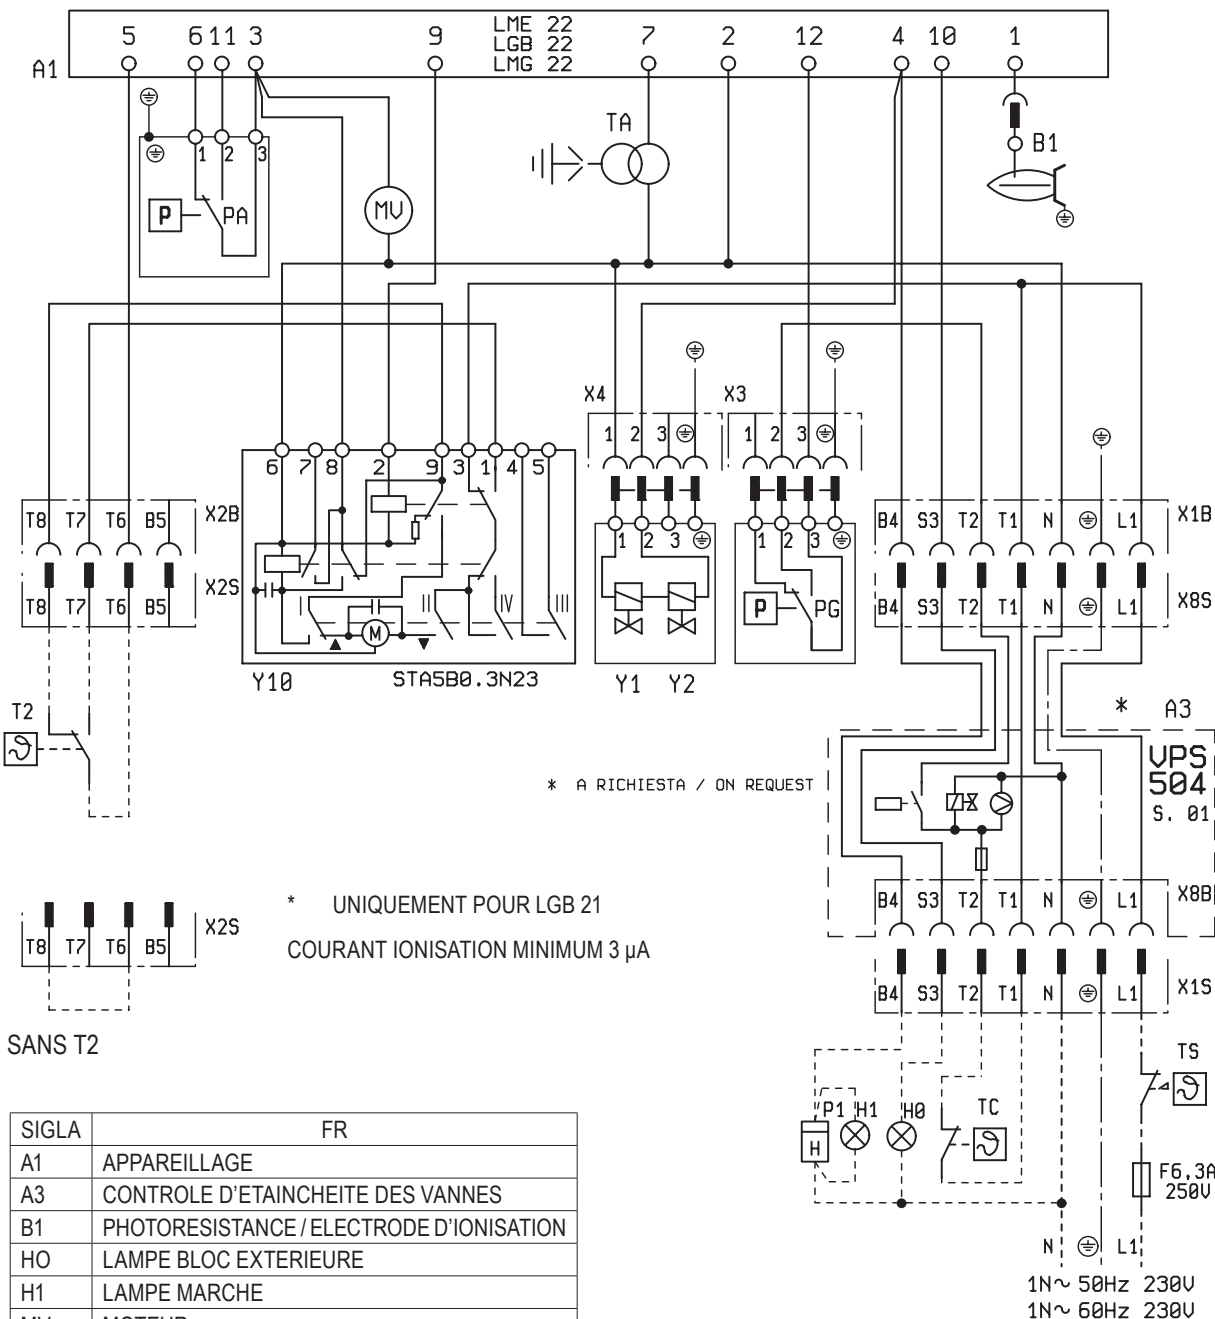 LME 22
5 6 11 3 9 LGB 22 7 2 12 4 10 1
A1 LMG 22
TA
B1
1 2 3
P PA MV
X4 X3
1 2 3 1 2 3
6 7 8 2 9 3 1 4 5
T8 T7 T6 B5 X2B
B4 S3 T2 T1 N L1 X1B
1 2 3 1 2 3
X2S
T8 T7 T6 B5
I II IV III
P PG
B4 S3 T2 T1 N L1 X8S
M
Y10 STA5B0.3N23 Y1 Y2
T2
* A3
VPS
504
S. 01
* A RICHIESTA / ON REQUEST
B4 S3 T2 T1 N L1 X8B
* UNIQUEMENT POUR LGB 21
X2S
T8 T7 T6 B5
COURANT IONISATION MINIMUM 3 µA
B4 S3 T2 T1 N L1 X1S
SANS T2
TS
P1 H1 H0 TC
H
F6,3A
250V
N L1
1N~ 50Hz 230V
1N~ 60Hz 230V
SIGLA FR
A1 APPAREILLAGE
A3 CONTROLE D'ETAINCHEITE DES VANNES
B1 PHOTORESISTANCE / ELECTRODE D'IONISATION
HO LAMPE BLOC EXTERIEURE
H1 LAMPE MARCHE